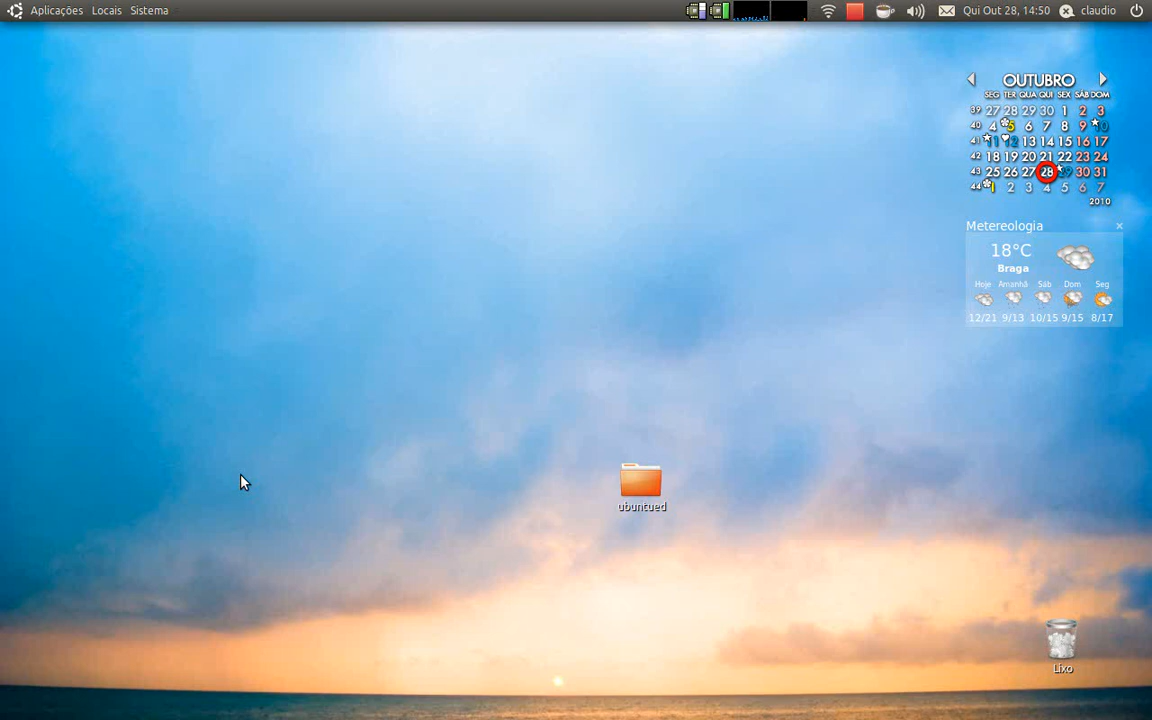 Aplicações Locais Sistema Qui Out 28, 14:50 claudio
OUTUBRO
SEG TER QUA QUI SEX SÁB DOM
39 27 28 29 30 1 2 3
40 4 5 6 7 8 9 10
41 11 12 13 14 15 16 17
42 18 19 20 21 22 23 24
43 25 26 27 28 29 30 31
44 1 2 3 4 5 6 7
2010
Metereologia
18°C
Braga
Hoje Amanhã Sáb Dom Seg
12/21 9/13 10/15 9/15 8/17
ubuntued
Lixo